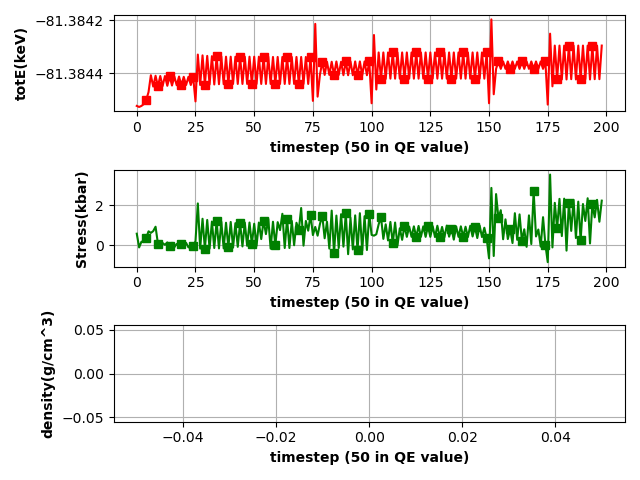 totE(keV)
−81.3842
−81.3844
0 25 50 75 100 125 150 175 200
timestep (50 in QE value)
Stress(kbar)
2
0
0 25 50 75 100 125 150 175 200
timestep (50 in QE value)
density(g/cm^3)
0.05
0.00
−0.05
−0.04 −0.02 0.00 0.02 0.04
timestep (50 in QE value)